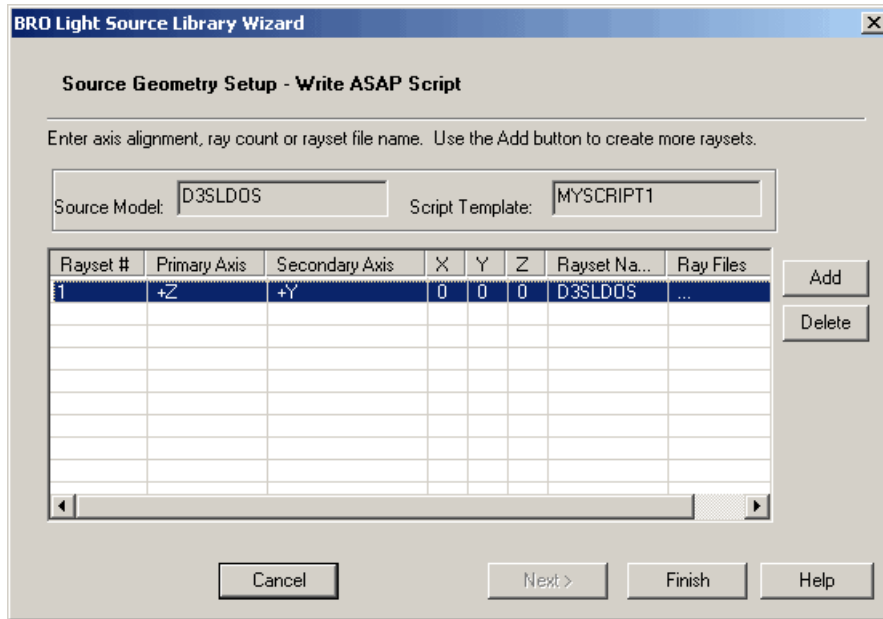 BRO Light Source Library Wizard
Source Geometry Setup - Write ASAP Script
Enter axis alignment, ray count or rayset file name. Use the Add button to create more raysets.
Source Model: D3SLDOS Script Template: MYSCRIPT1
Rayset # Primary Axis Secondary Axis X Y Z Rayset Na... Ray Files
1 +Z +Y 0 0 0 D3SLDOS ...
Add
Delete
Cancel Next > Finish Help